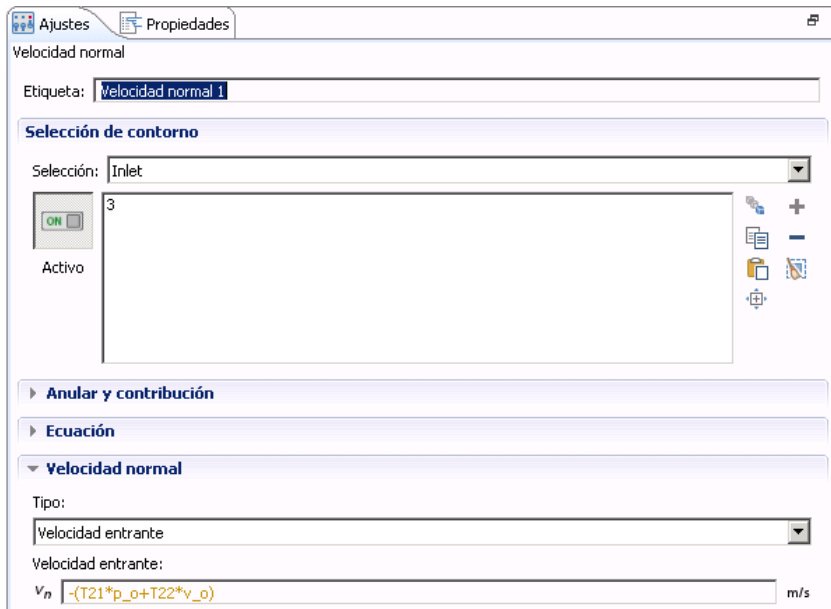 Ajustes Propiedades
Velocidad normal
Etiqueta: Velocidad normal 1
Selección de contorno
Selección: Inlet
ON
3
Activo
Anular y contribución
Ecuación
Velocidad normal
Tipo:
Velocidad entrante
Velocidad entrante:
vn -(T21*p_o+T22*v_o) m/s